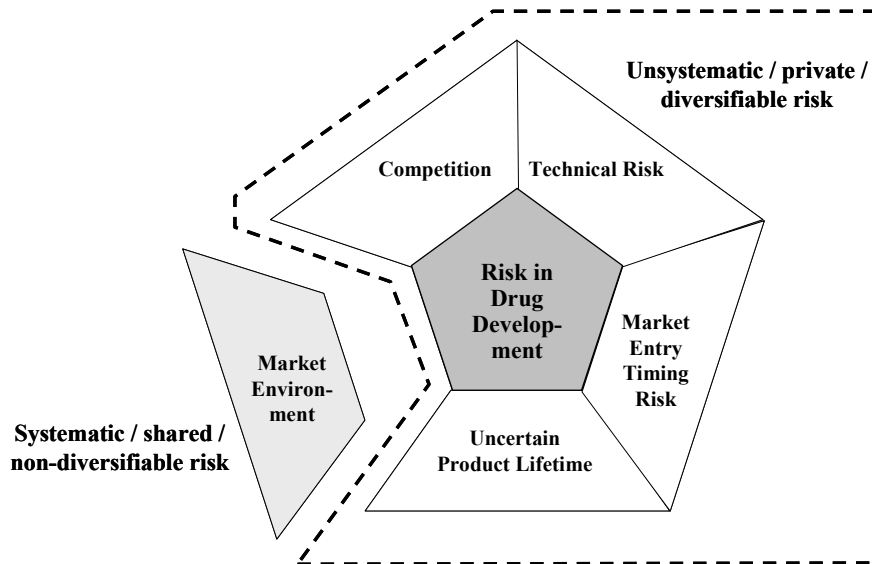 Unsystematic / private /
diversifiable risk
Competition
Technical Risk
Risk in
Drug
Develop-
ment
Market
Entry
Timing
Risk
Market
Environ-
ment
Systematic / shared /
non-diversifiable risk
Uncertain
Product Lifetime